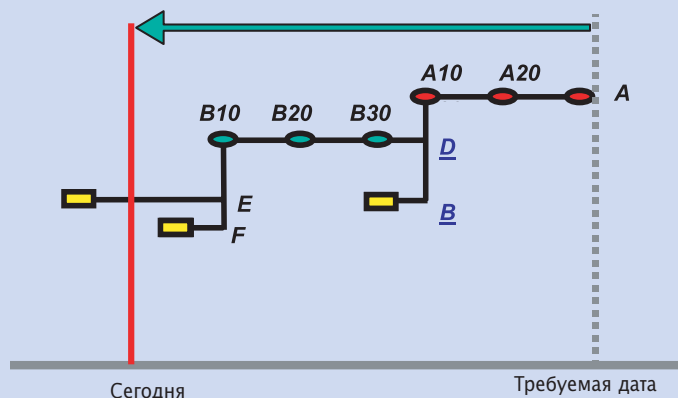 A10 A20 A
B10 B20 B30
D
E B
F
Сегодня Требуемая дата